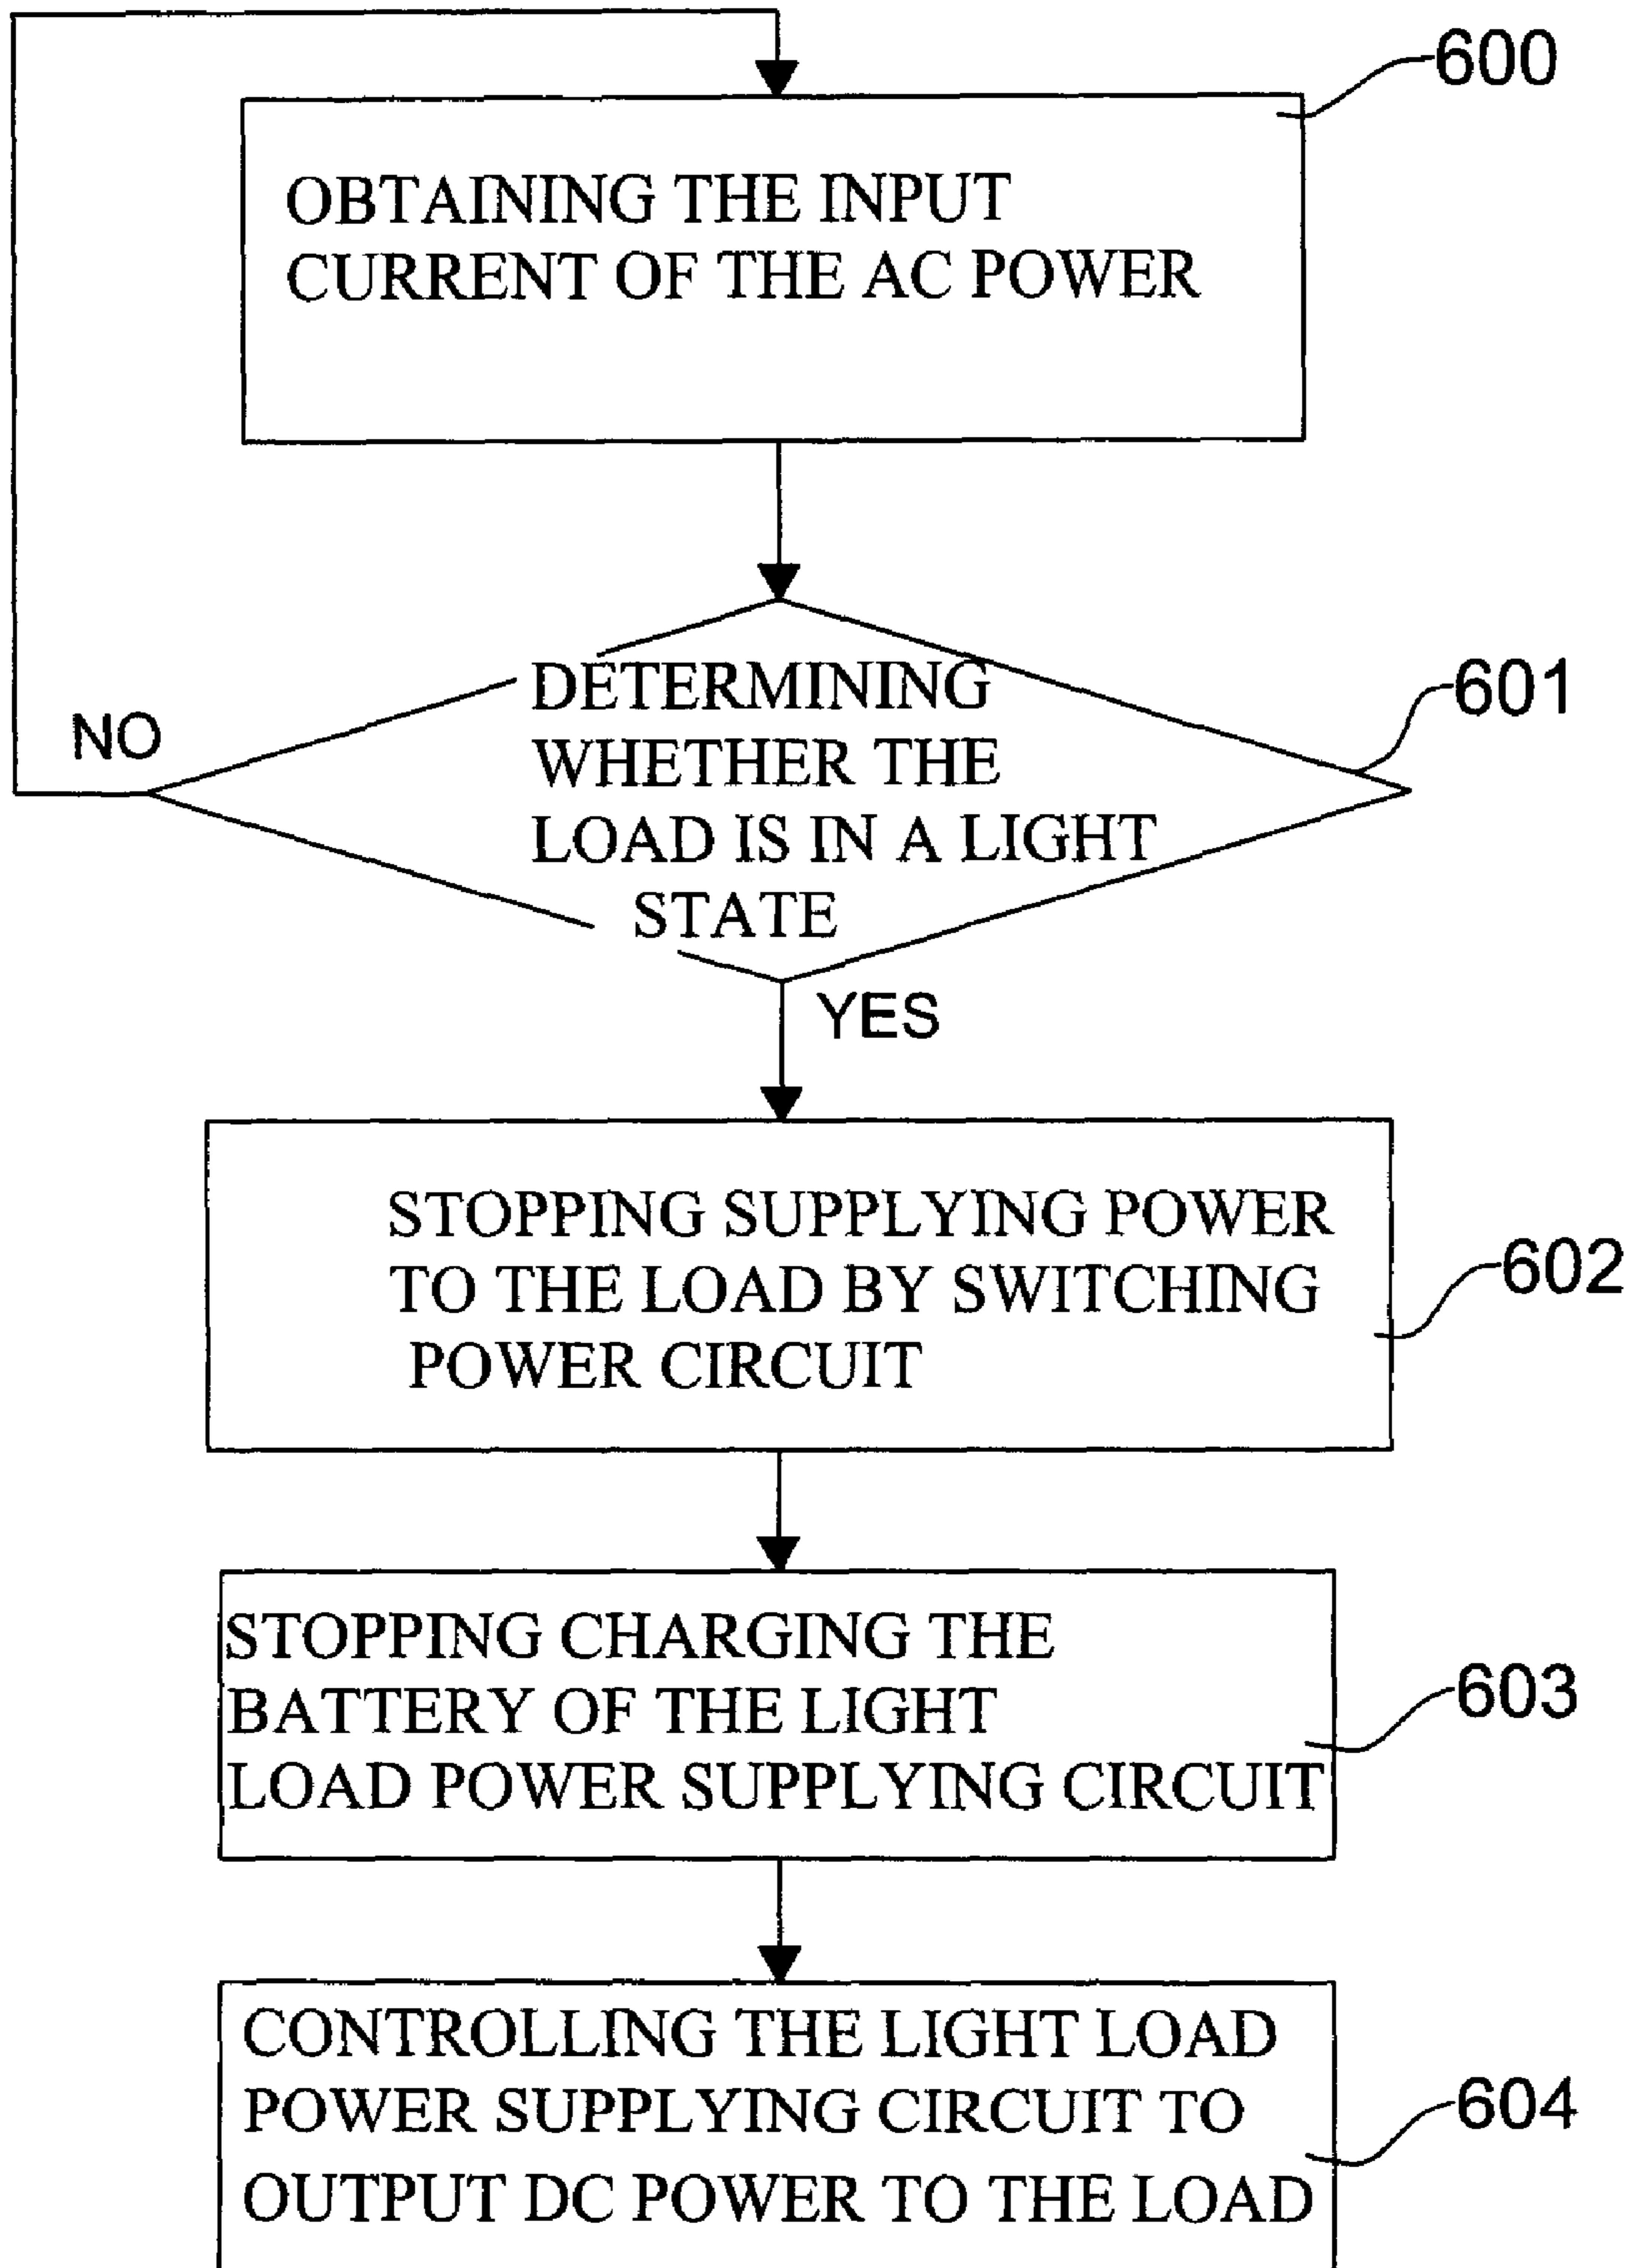 600
OBTAINING THE INPUT
CURRENT OF THE AC POWER
601
DETERMINING
WHETHER THE
LOAD IS IN A LIGHT
STATE
NO
YES
STOPPING SUPPLYING POWER
TO THE LOAD BY SWITCHING
POWER CIRCUIT
602
STOPPING CHARGING THE
BATTERY OF THE LIGHT
LOAD POWER SUPPLYING CIRCUIT
603
CONTROLLING THE LIGHT LOAD
POWER SUPPLYING CIRCUIT TO
OUTPUT DC POWER TO THE LOAD
604